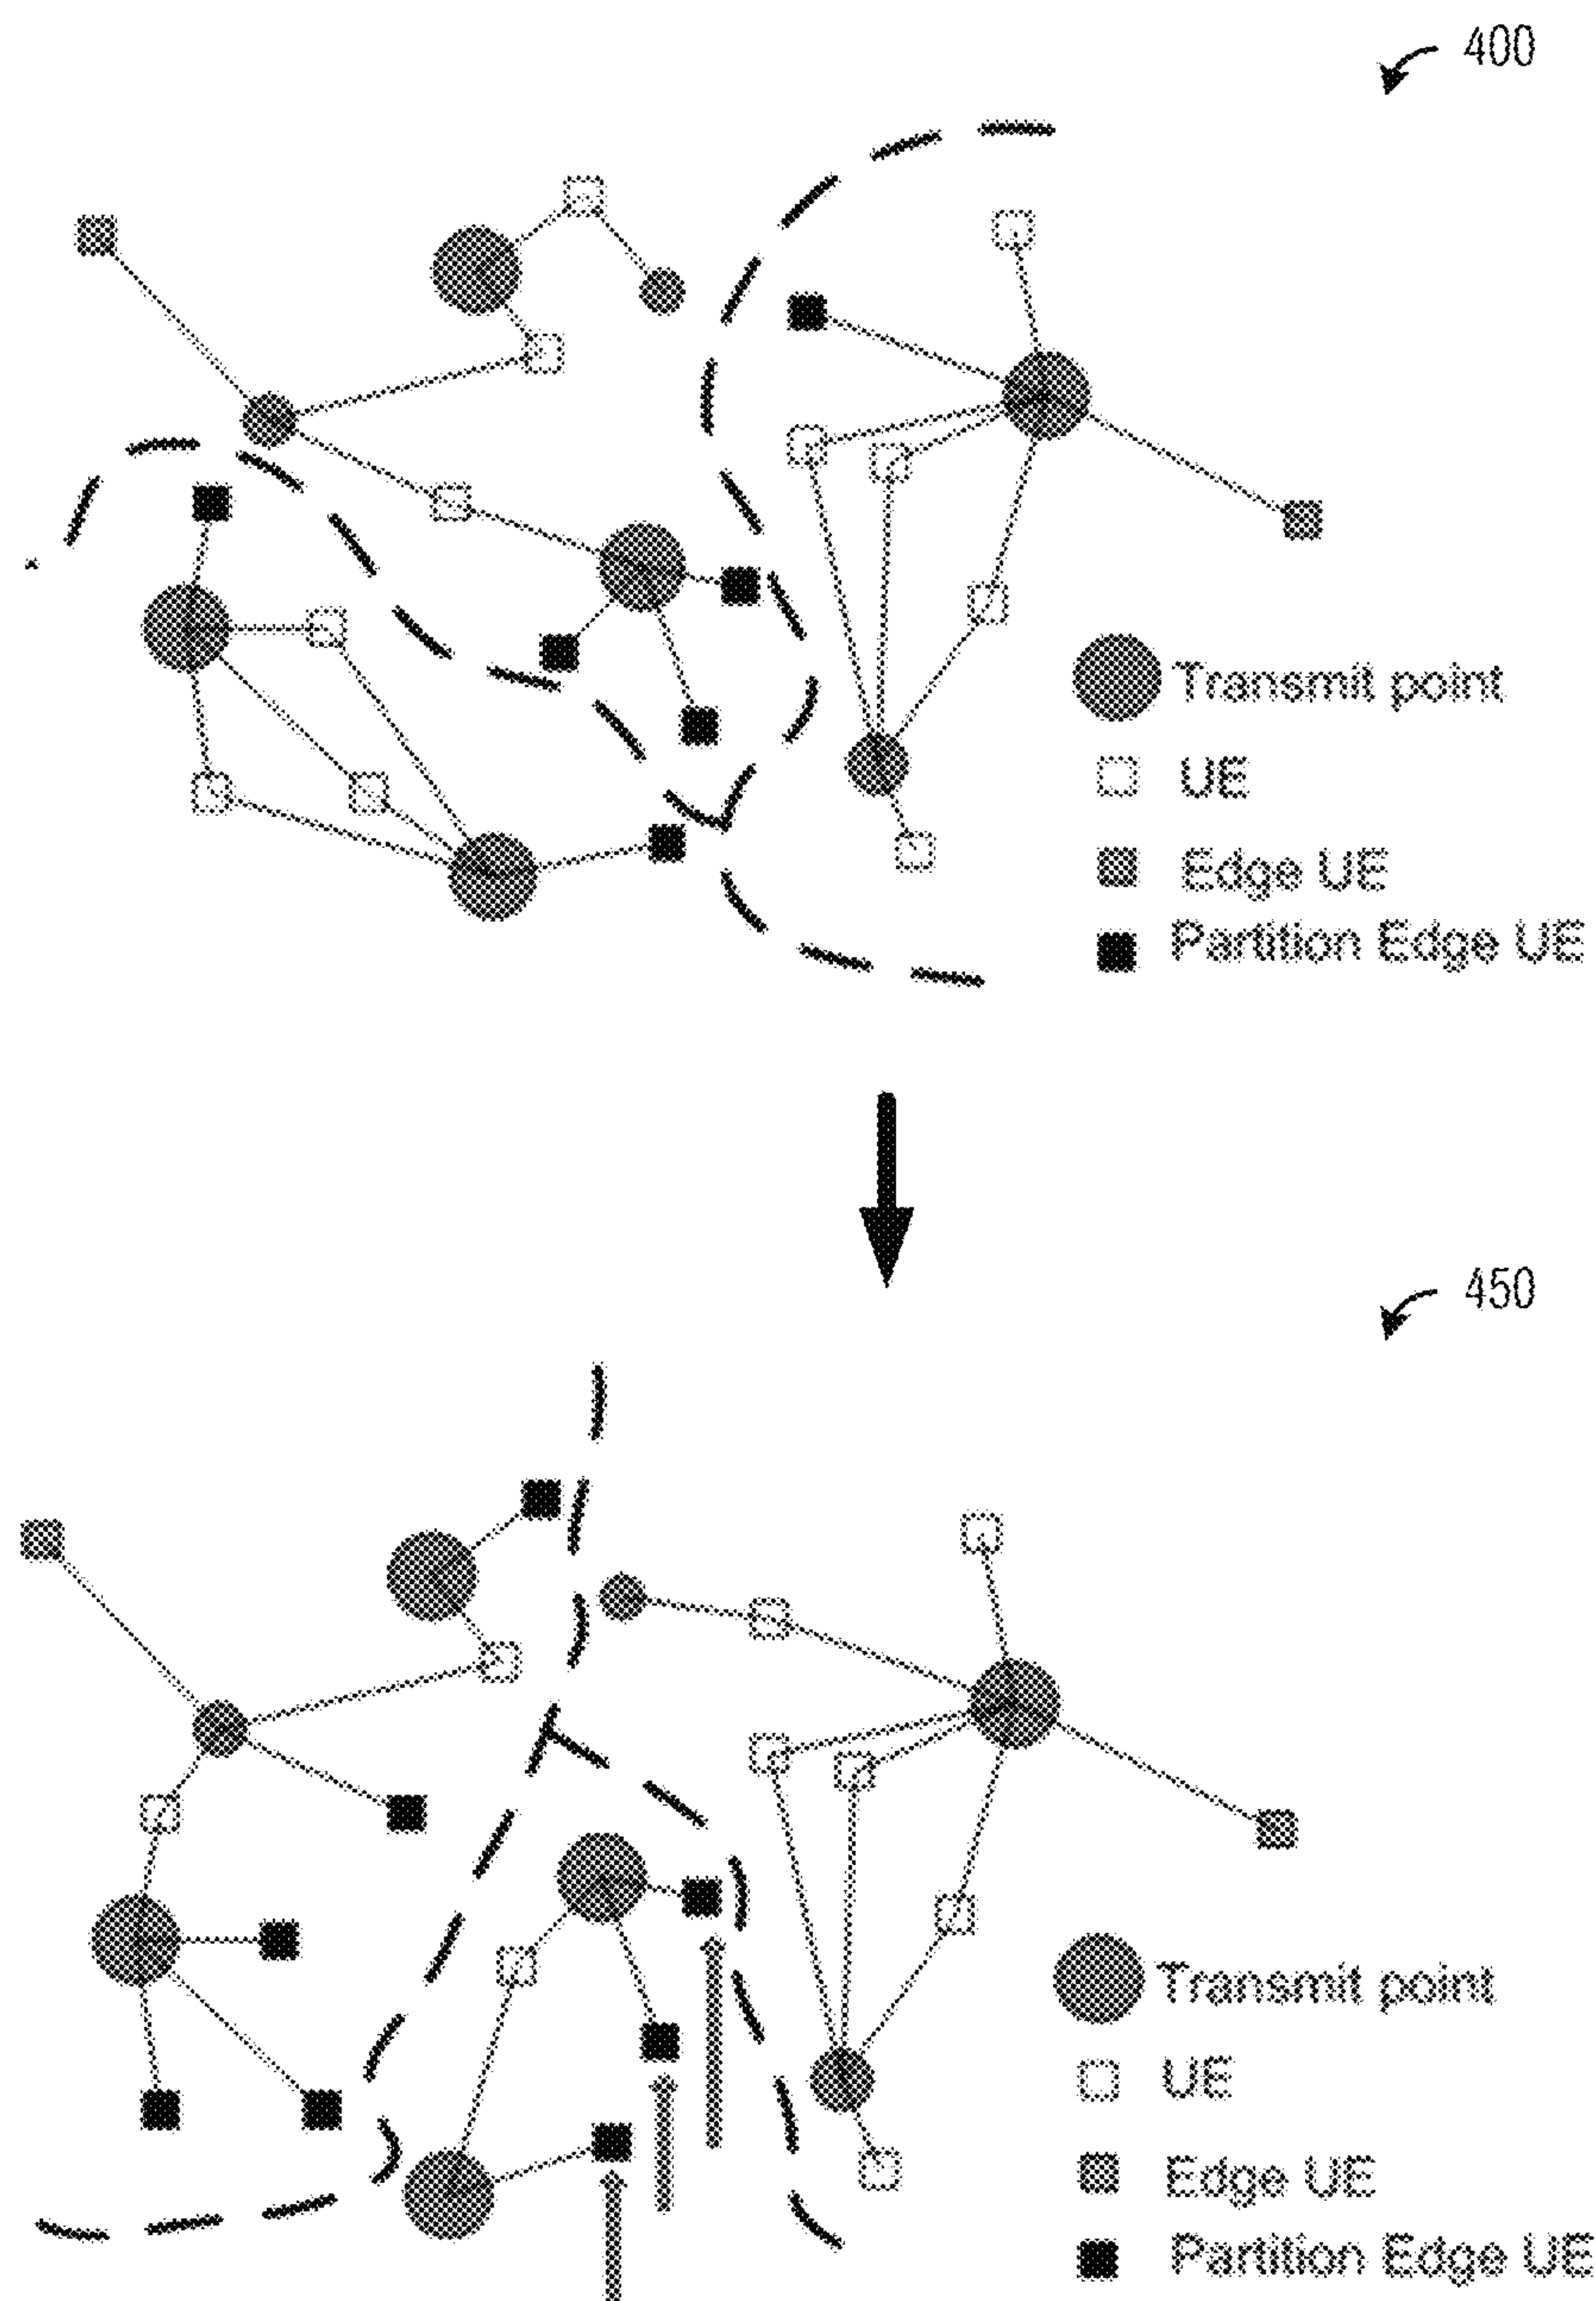 400
Transmit point
UE
Edge UE
Partition Edge UE
450
Transmit point
UE
Edge UE
Partition Edge UE